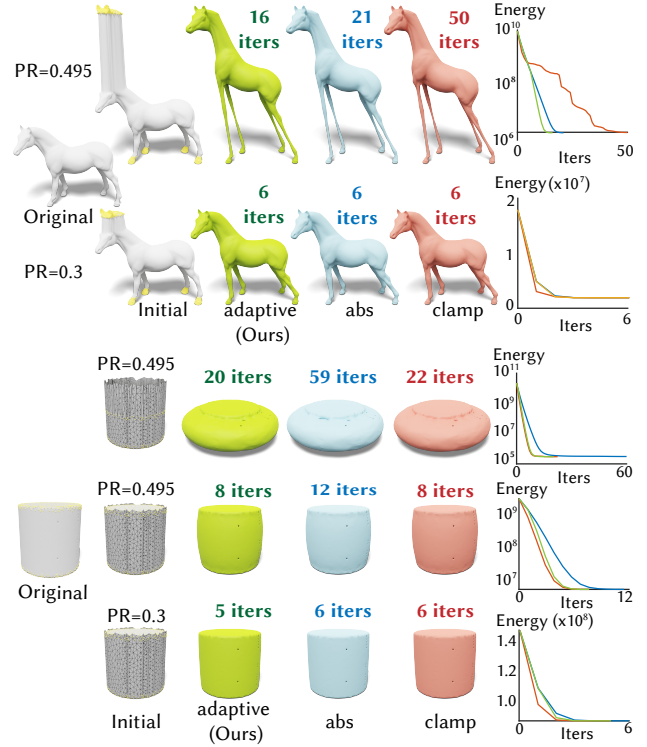 16 iters
21 iters
50 iters
PR=0.495
Energy
10^10
10^8
10^6
0
Iters
50
Original
6 iters
6 iters
6 iters
PR=0.3
Energy (x10^7)
2
1
0
0
Iters
6
Initial
adaptive (Ours)
abs
clamp
PR=0.495
20 iters
59 iters
22 iters
Energy
10^11
10^9
10^7
10^5
0
Iters
60
PR=0.495
8 iters
12 iters
8 iters
Energy
10^9
10^8
10^7
0
Iters
12
Original
PR=0.3
5 iters
6 iters
6 iters
Energy (x10^8)
1.4
1.2
1.0
0
Iters
6
Initial
adaptive (Ours)
abs
clamp